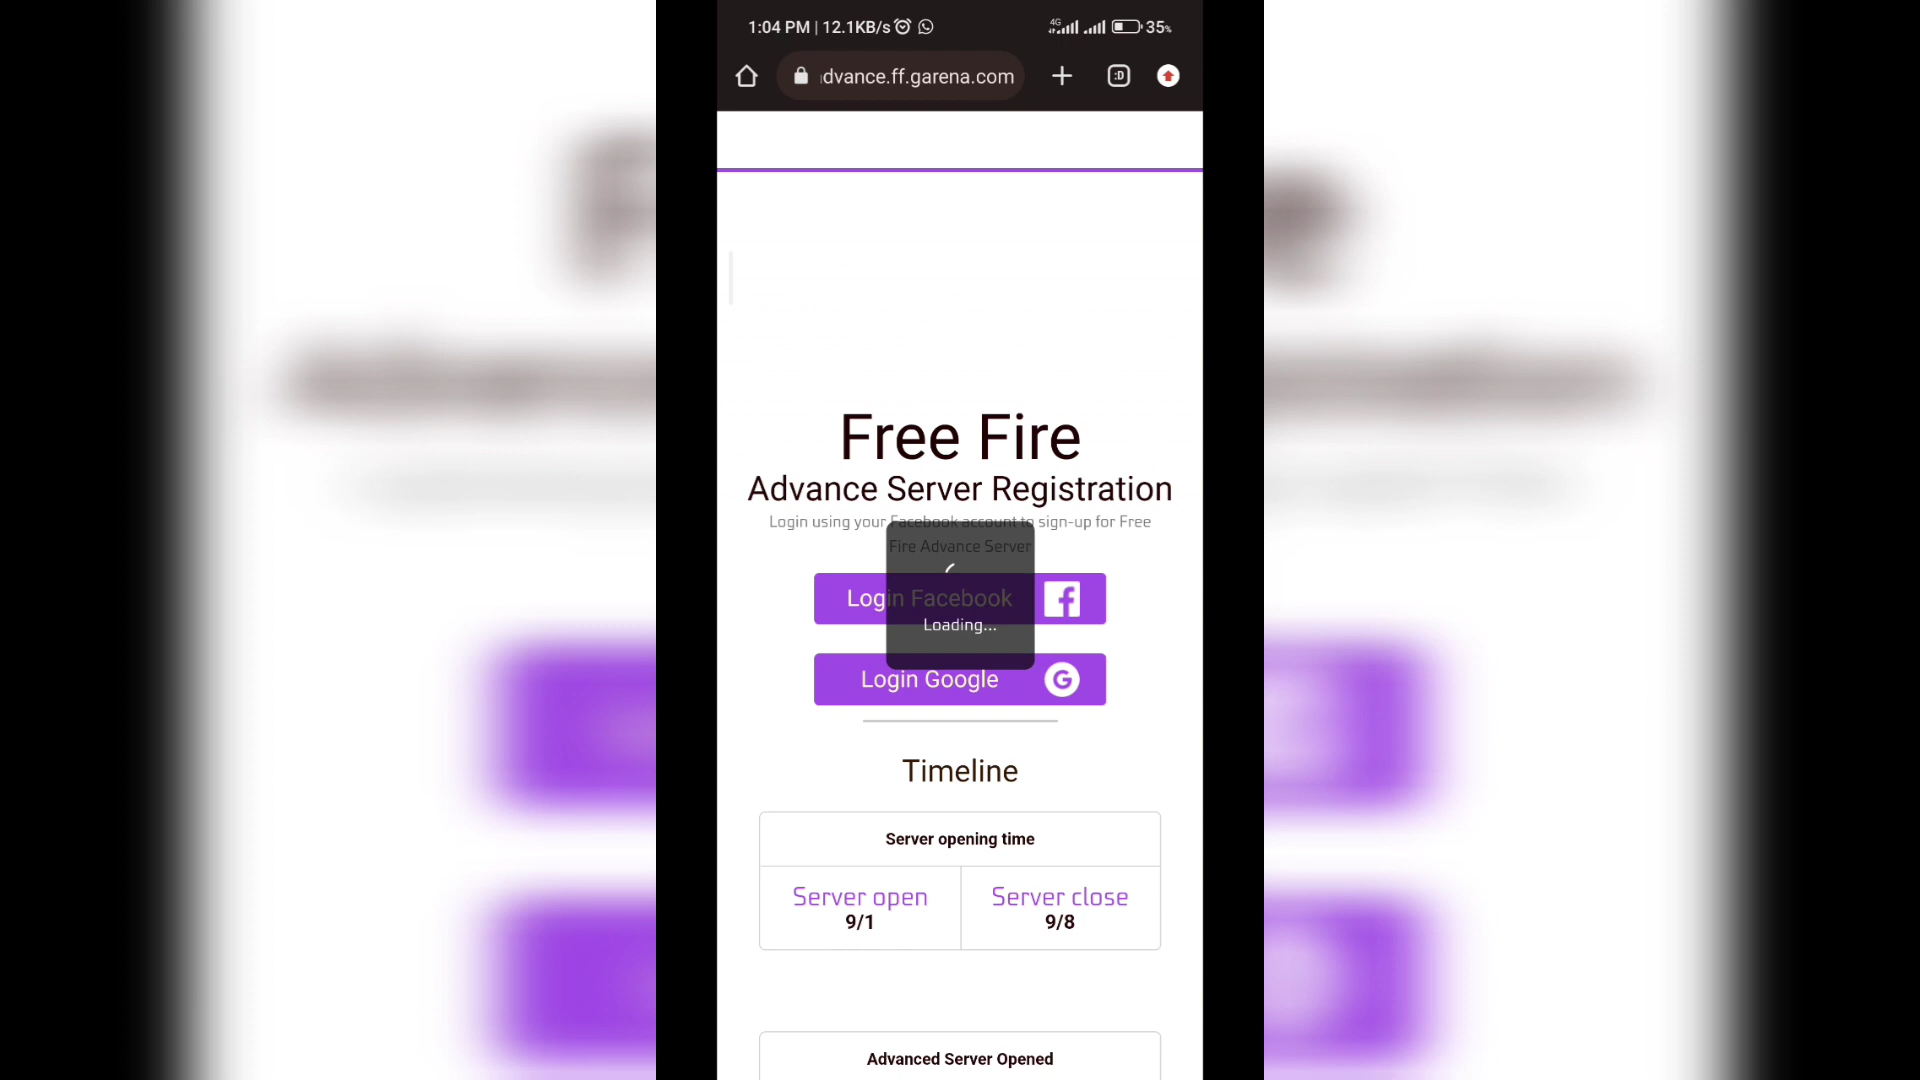 1:04 PM | 12.1KB/s 4G 35%
dvance.ff.garena.com :D
Free Fire
Advance Server Registration
Login using your Facebook account to sign-up for Free
Fire Advance Server
Login Facebook
Loading...
Login Google
Timeline
Server opening time
Server open Server close
9/1 9/8
Advanced Server Opened